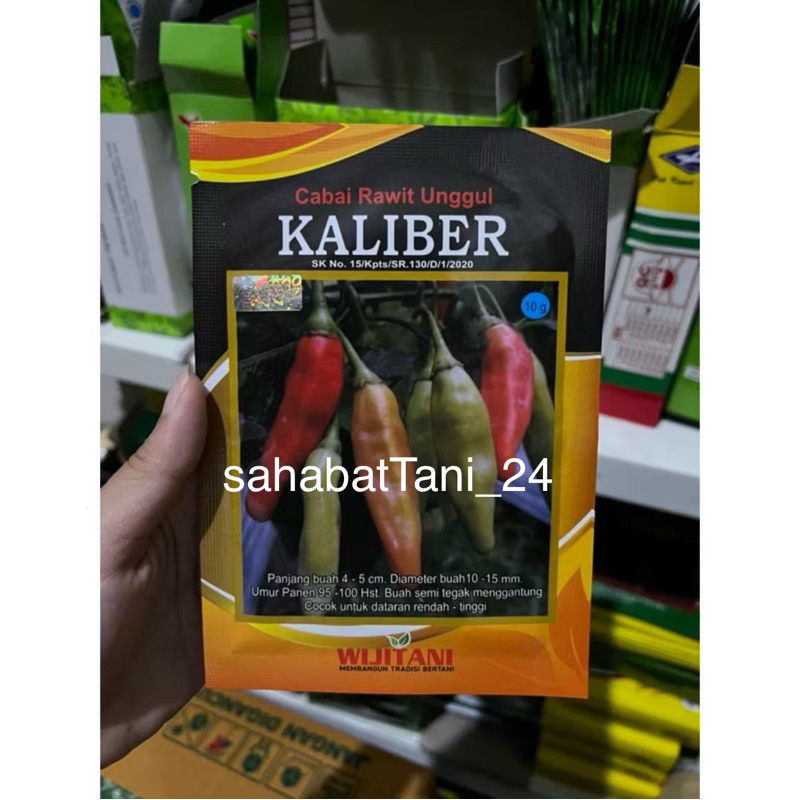 Cabai Rawit Unggul
KALIBER
SK No. 15/Kpts/SR.130/D/1/2020
10 g
sahabatTani_24
Panjang buah 4 - 5 cm. Diameter buah10 -15 mm.
Umur Panen 95 -100 Hst. Buah semi tegak menggantung
Cocok untuk dataran rendah - tinggi
WIJITANI
MEMBANGUN TRADISI BERTANI
JANGAN DIGANC